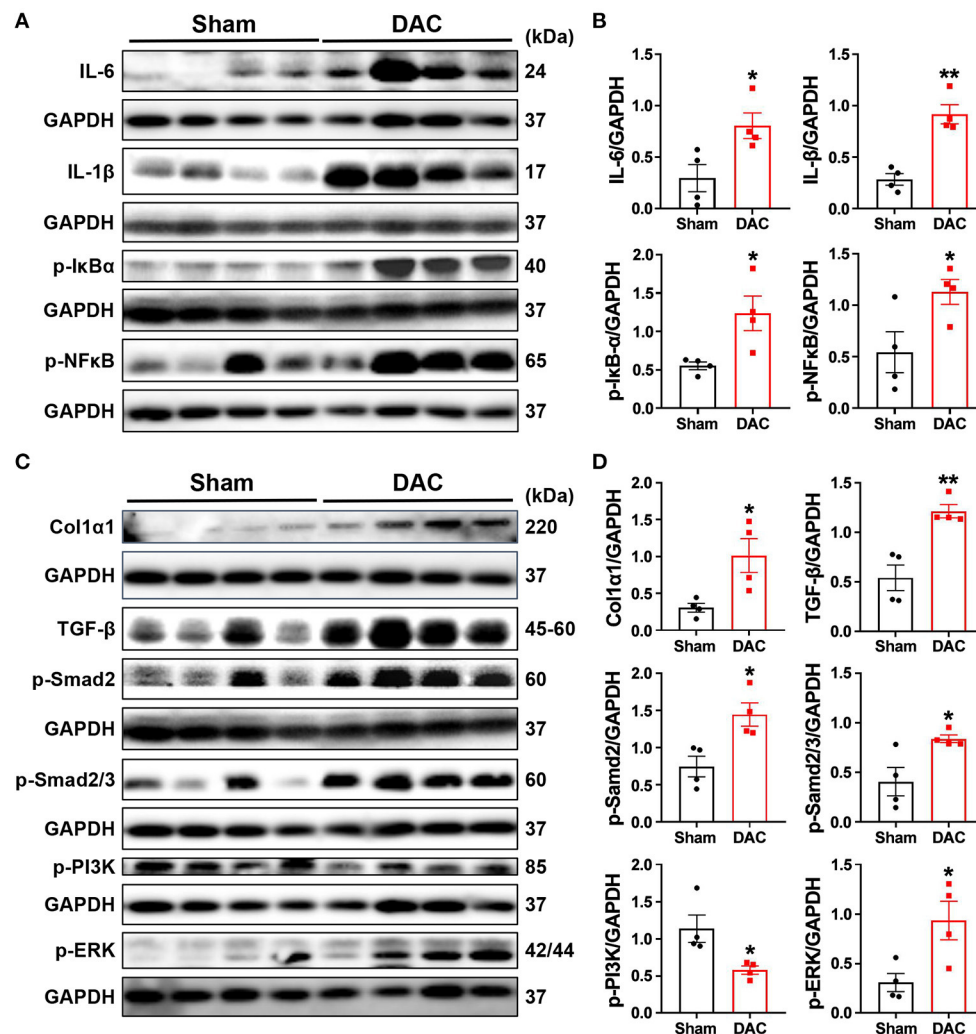 A
Sham DAC (kDa)
IL-6 24
GAPDH 37
IL-1β 17
GAPDH 37
p-IκBα 40
GAPDH 37
p-NFκB 65
GAPDH 37
B
IL-6/GAPDH
1.5
1.0
0.5
0.0
*
Sham DAC
IL-β/GAPDH
1.5
1.0
0.5
0.0
**
Sham DAC
p-IκB-α/GAPDH
2.0
1.5
1.0
0.5
0.0
*
Sham DAC
p-NFκB/GAPDH
1.5
1.0
0.5
0.0
*
Sham DAC
C
Sham DAC (kDa)
Col1α1 220
GAPDH 37
TGF-β 45-60
p-Smad2 60
GAPDH 37
p-Smad2/3 60
GAPDH 37
p-PI3K 85
GAPDH 37
p-ERK 42/44
GAPDH 37
D
Col1α1/GAPDH
2.0
1.5
1.0
0.5
0.0
*
Sham DAC
TGF-β/GAPDH
1.5
1.0
0.5
0.0
**
Sham DAC
p-Samd2/GAPDH
2.0
1.5
1.0
0.5
0.0
*
Sham DAC
p-Samd2/3/GAPDH
1.5
1.0
0.5
0.0
*
Sham DAC
p-PI3K/GAPDH
2.0
1.5
1.0
0.5
0.0
*
Sham DAC
p-ERK/GAPDH
1.5
1.0
0.5
0.0
*
Sham DAC